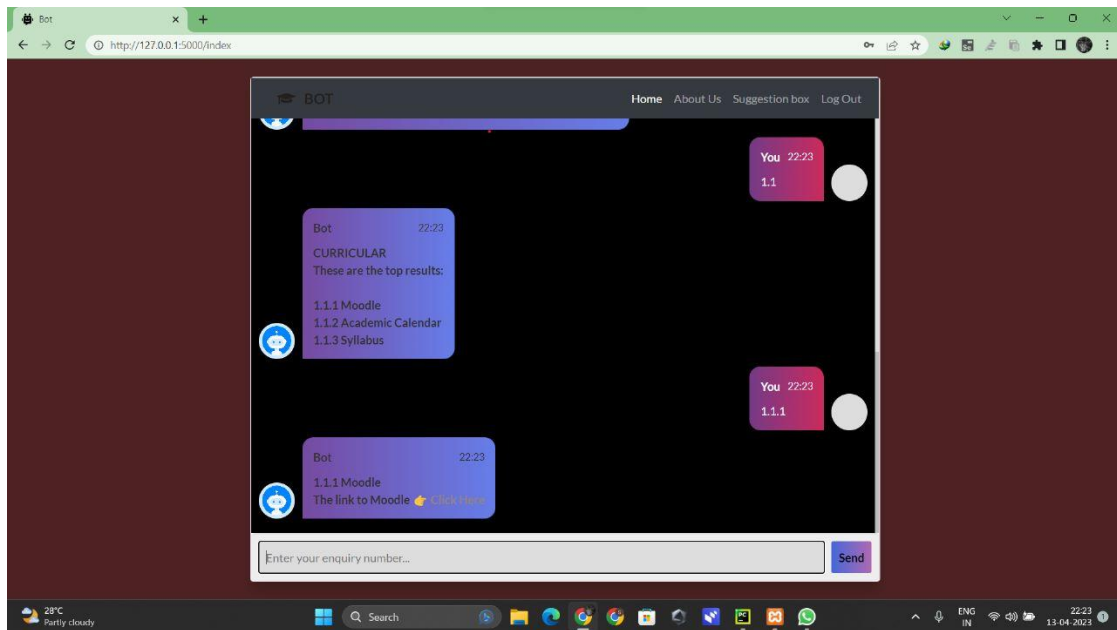 Bot
http://127.0.0.1:5000/index
BOT
Home About Us Suggestion box Log Out
You 22:23
1.1
Bot 22:23
CURRICULAR
These are the top results:
1.1.1 Moodle
1.1.2 Academic Calendar
1.1.3 Syllabus
You 22:23
1.1.1
Bot 22:23
1.1.1 Moodle
The link to Moodle 👉 Click Here
Enter your enquiry number...
Send
28°C
Partly cloudy
Search
ENG
IN
22:23
13-04-2023